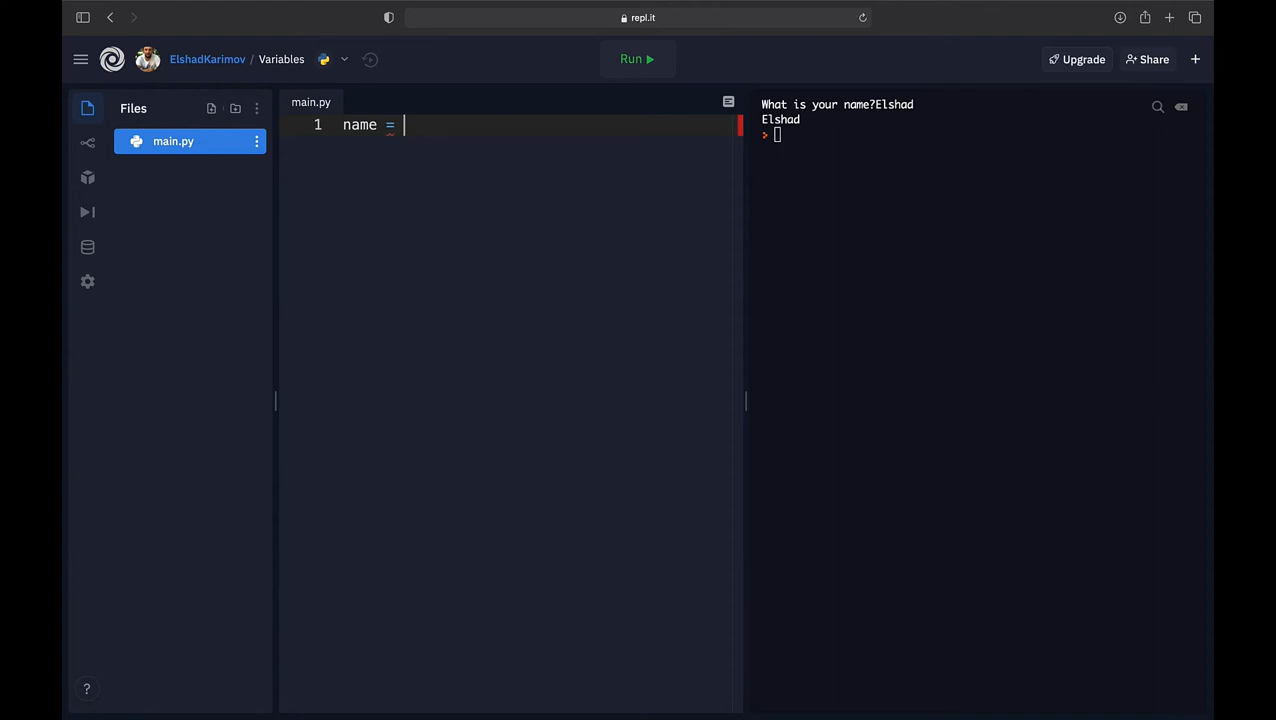 repl.it
ElshadKarimov / Variables
Run
Upgrade
Share
Files
main.py
main.py
1 name =
What is your name?Elshad
Elshad
>
?